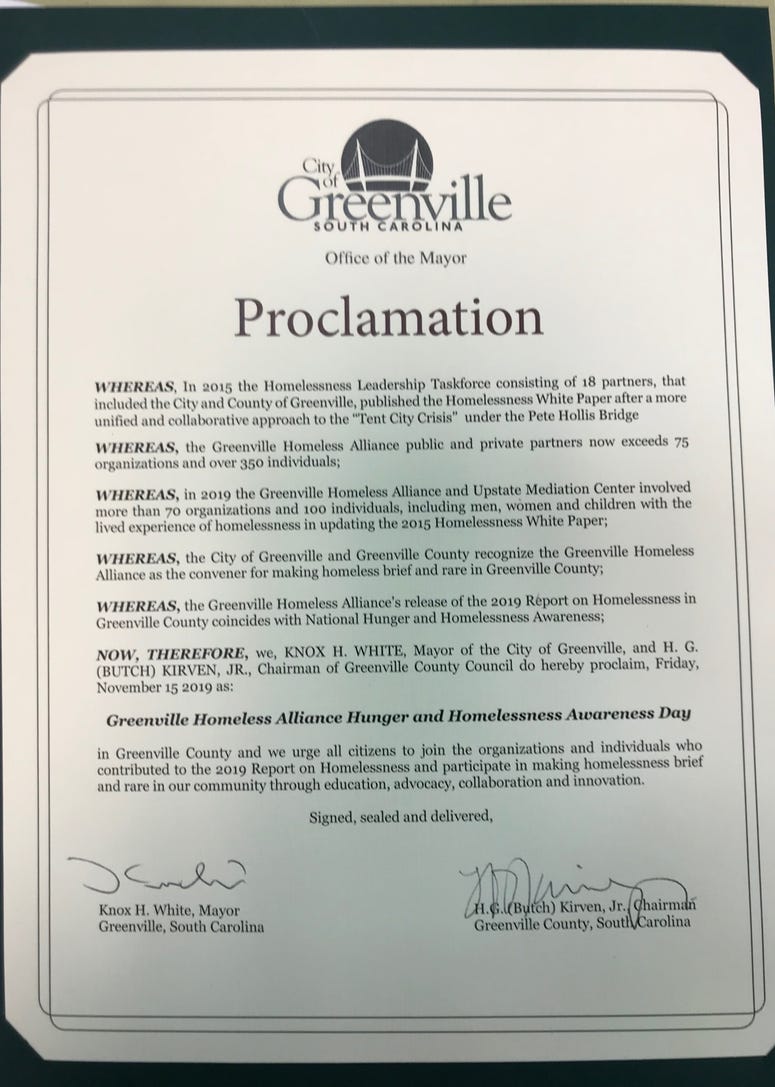 City
of
Greenville
SOUTH CAROLINA
Office of the Mayor
Proclamation
WHEREAS, In 2015 the Homelessness Leadership Taskforce consisting of 18 partners, that
included the City and County of Greenville, published the Homelessness White Paper after a more
unified and collaborative approach to the "Tent City Crisis" under the Pete Hollis Bridge
WHEREAS, the Greenville Homeless Alliance public and private partners now exceeds 75
organizations and over 350 individuals;
WHEREAS, in 2019 the Greenville Homeless Alliance and Upstate Mediation Center involved
more than 70 organizations and 100 individuals, including men, women and children with the
lived experience of homelessness in updating the 2015 Homelessness White Paper;
WHEREAS, the City of Greenville and Greenville County recognize the Greenville Homeless
Alliance as the convener for making homeless brief and rare in Greenville County;
WHEREAS, the Greenville Homeless Alliance's release of the 2019 Report on Homelessness in
Greenville County coincides with National Hunger and Homelessness Awareness;
NOW, THEREFORE, we, KNOX H. WHITE, Mayor of the City of Greenville, and H. G.
(BUTCH) KIRVEN, JR., Chairman of Greenville County Council do hereby proclaim, Friday,
November 15 2019 as:
Greenville Homeless Alliance Hunger and Homelessness Awareness Day
in Greenville County and we urge all citizens to join the organizations and individuals who
contributed to the 2019 Report on Homelessness and participate in making homelessness brief
and rare in our community through education, advocacy, collaboration and innovation.
Signed, sealed and delivered,
Knox H. White, Mayor
Greenville, South Carolina
H.G. (Butch) Kirven, Jr., Chairman
Greenville County, South Carolina